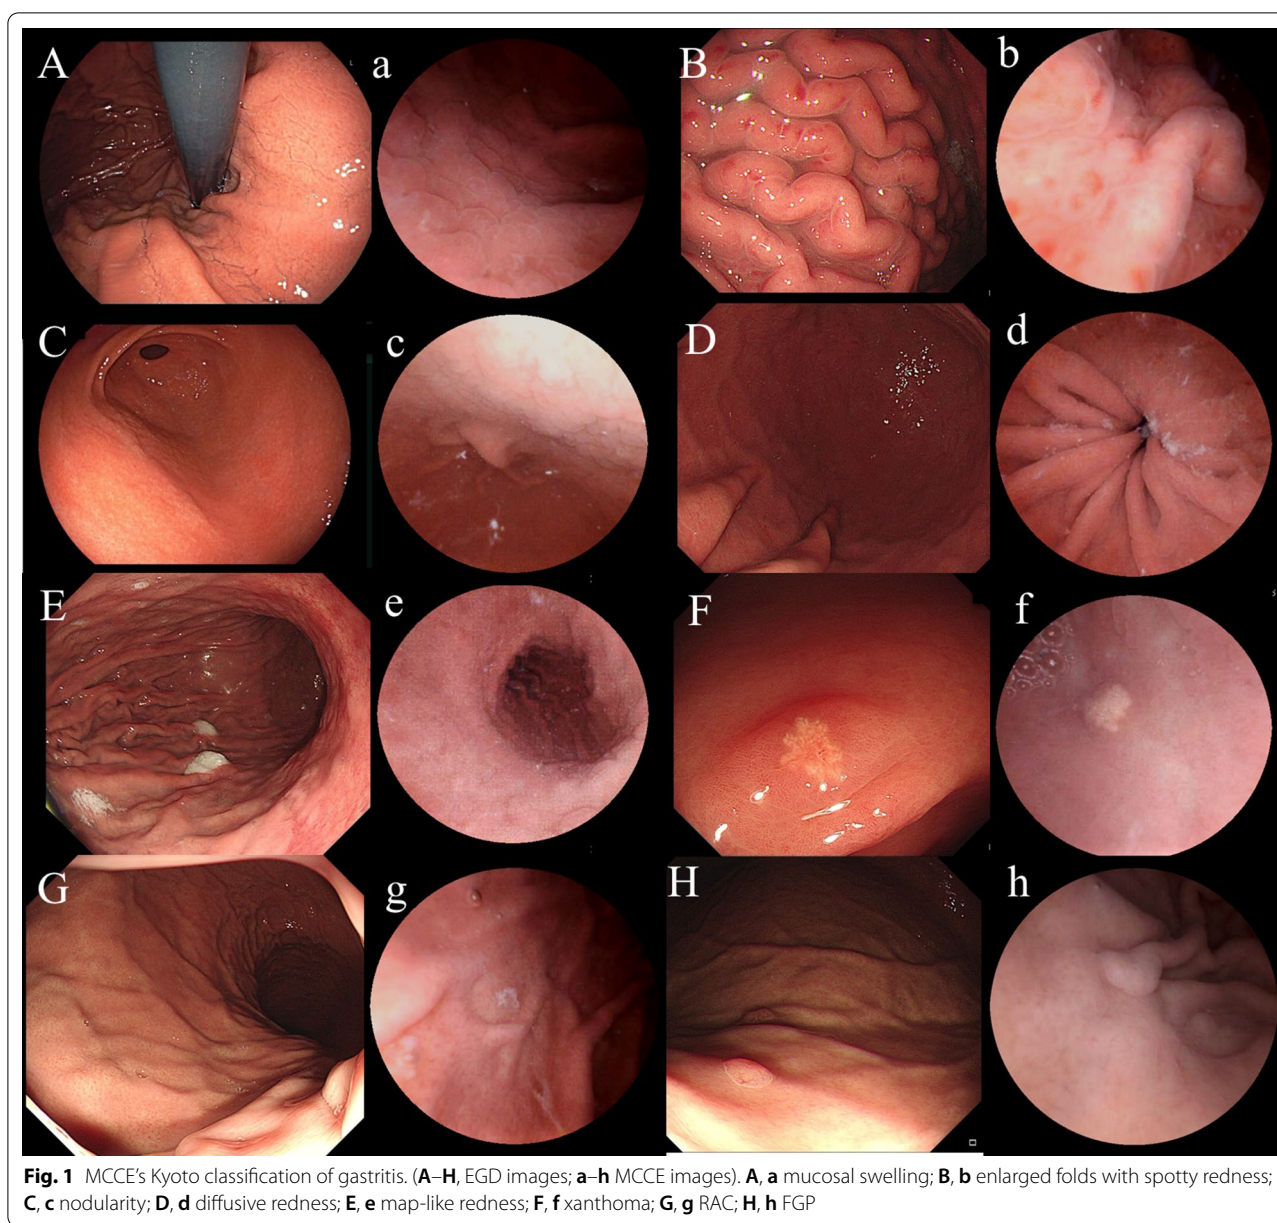 A a B b
C c D d
E e F f
G g H h
Fig. 1 MCCE's Kyoto classification of gastritis. (A–H, EGD images; a–h MCCE images). A, a mucosal swelling; B, b enlarged folds with spotty redness;
C, c nodularity; D, d diffusive redness; E, e map-like redness; F, f xanthoma; G, g RAC; H, h FGP